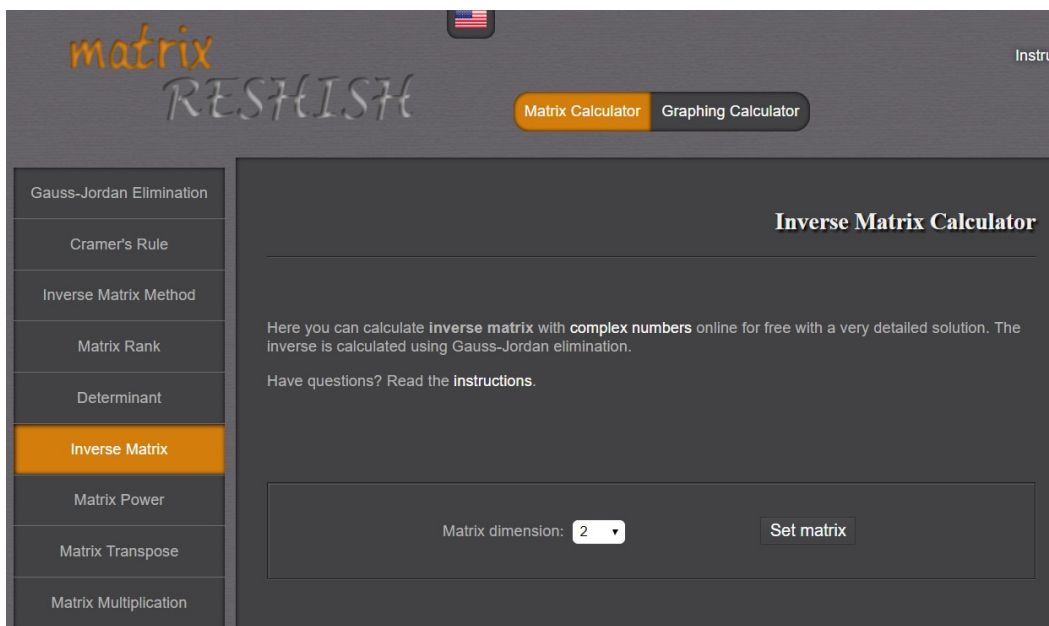 matrix
RESHISH
Instru
Matrix Calculator
Graphing Calculator
Gauss-Jordan Elimination
Cramer's Rule
Inverse Matrix Method
Matrix Rank
Determinant
Inverse Matrix
Matrix Power
Matrix Transpose
Matrix Multiplication
Inverse Matrix Calculator
Here you can calculate inverse matrix with complex numbers online for free with a very detailed solution. The
inverse is calculated using Gauss-Jordan elimination.
Have questions? Read the instructions.
Matrix dimension: 2
Set matrix